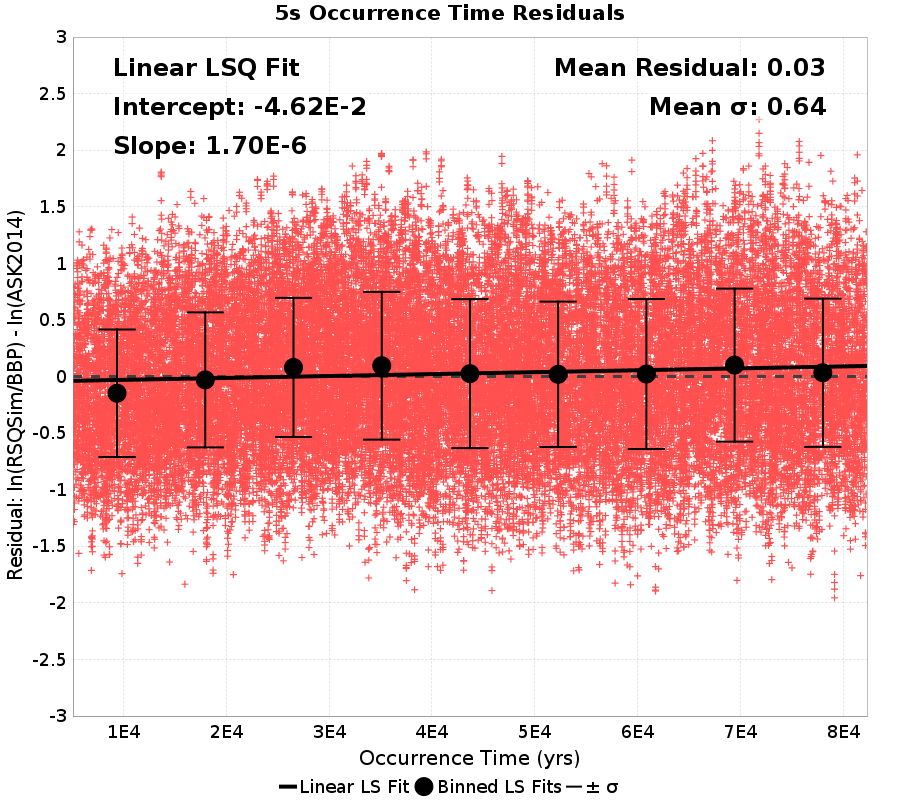 5s Occurrence Time Residuals
Linear LSQ Fit
Intercept: -4.62E-2
Slope: 1.70E-6
Mean Residual: 0.03
Mean σ: 0.64
Residual: ln(RSQSim/BBP) - ln(ASK2014)
3
2.5
2
1.5
1
0.5
0
-0.5
-1
-1.5
-2
-2.5
-3
1E4 2E4 3E4 4E4 5E4 6E4 7E4 8E4
Occurrence Time (yrs)
Linear LS Fit Binned LS Fits ± σ